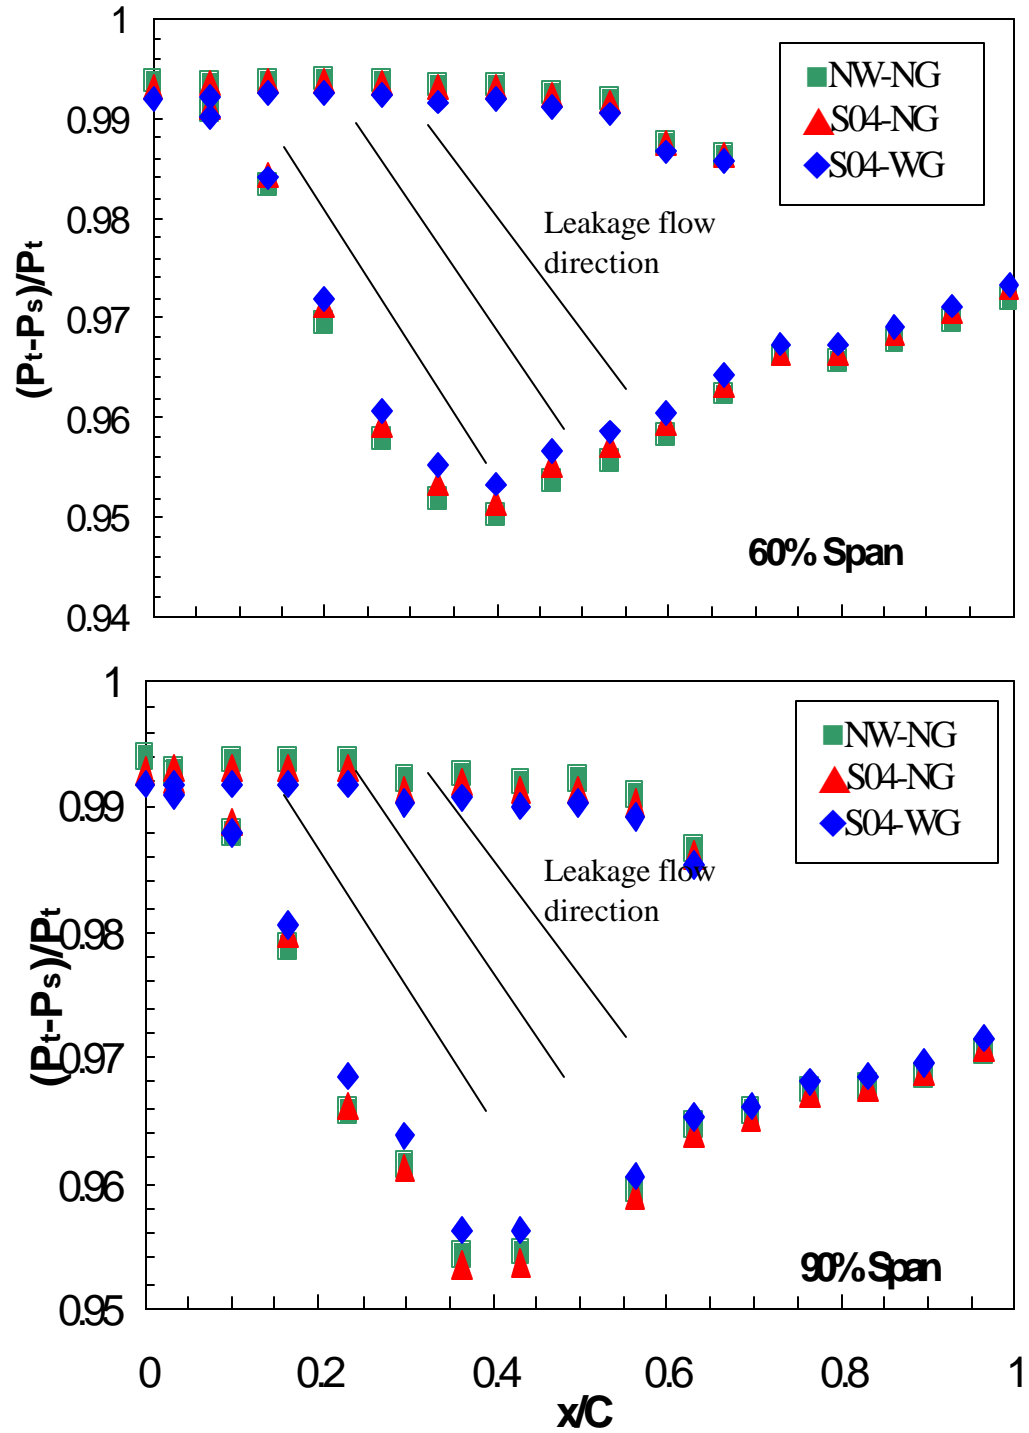 1
0.99
0.98
0.97
0.96
0.95
0.94
(Pt-Ps)/Pt
NW-NG
S04-NG
S04-WG
Leakage flow
direction
60% Span
1
0.99
0.98
0.97
0.96
0.95
(Pt-Ps)/Pt
NW-NG
S04-NG
S04-WG
Leakage flow
direction
90% Span
0 0.2 0.4 0.6 0.8 1
x/C